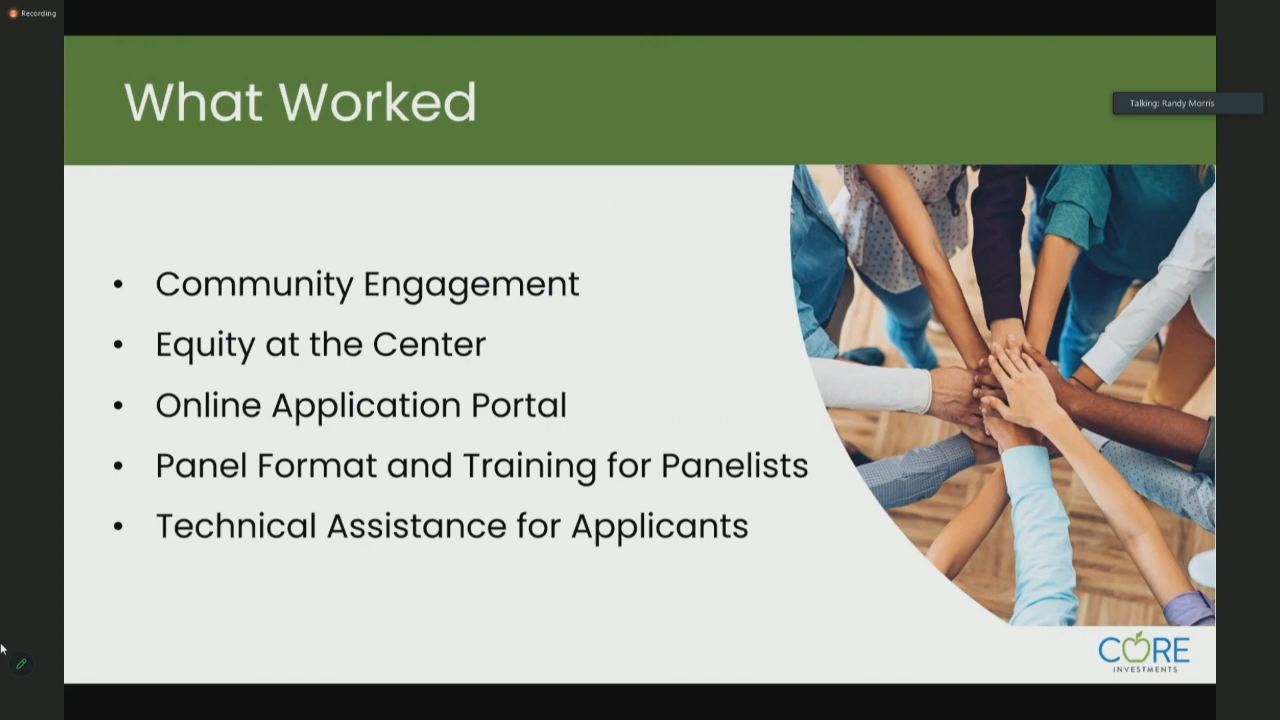 Recording
What Worked
Talking: Randy Morris
• Community Engagement
• Equity at the Center
• Online Application Portal
• Panel Format and Training for Panelists
• Technical Assistance for Applicants
CORE
INVESTMENTS